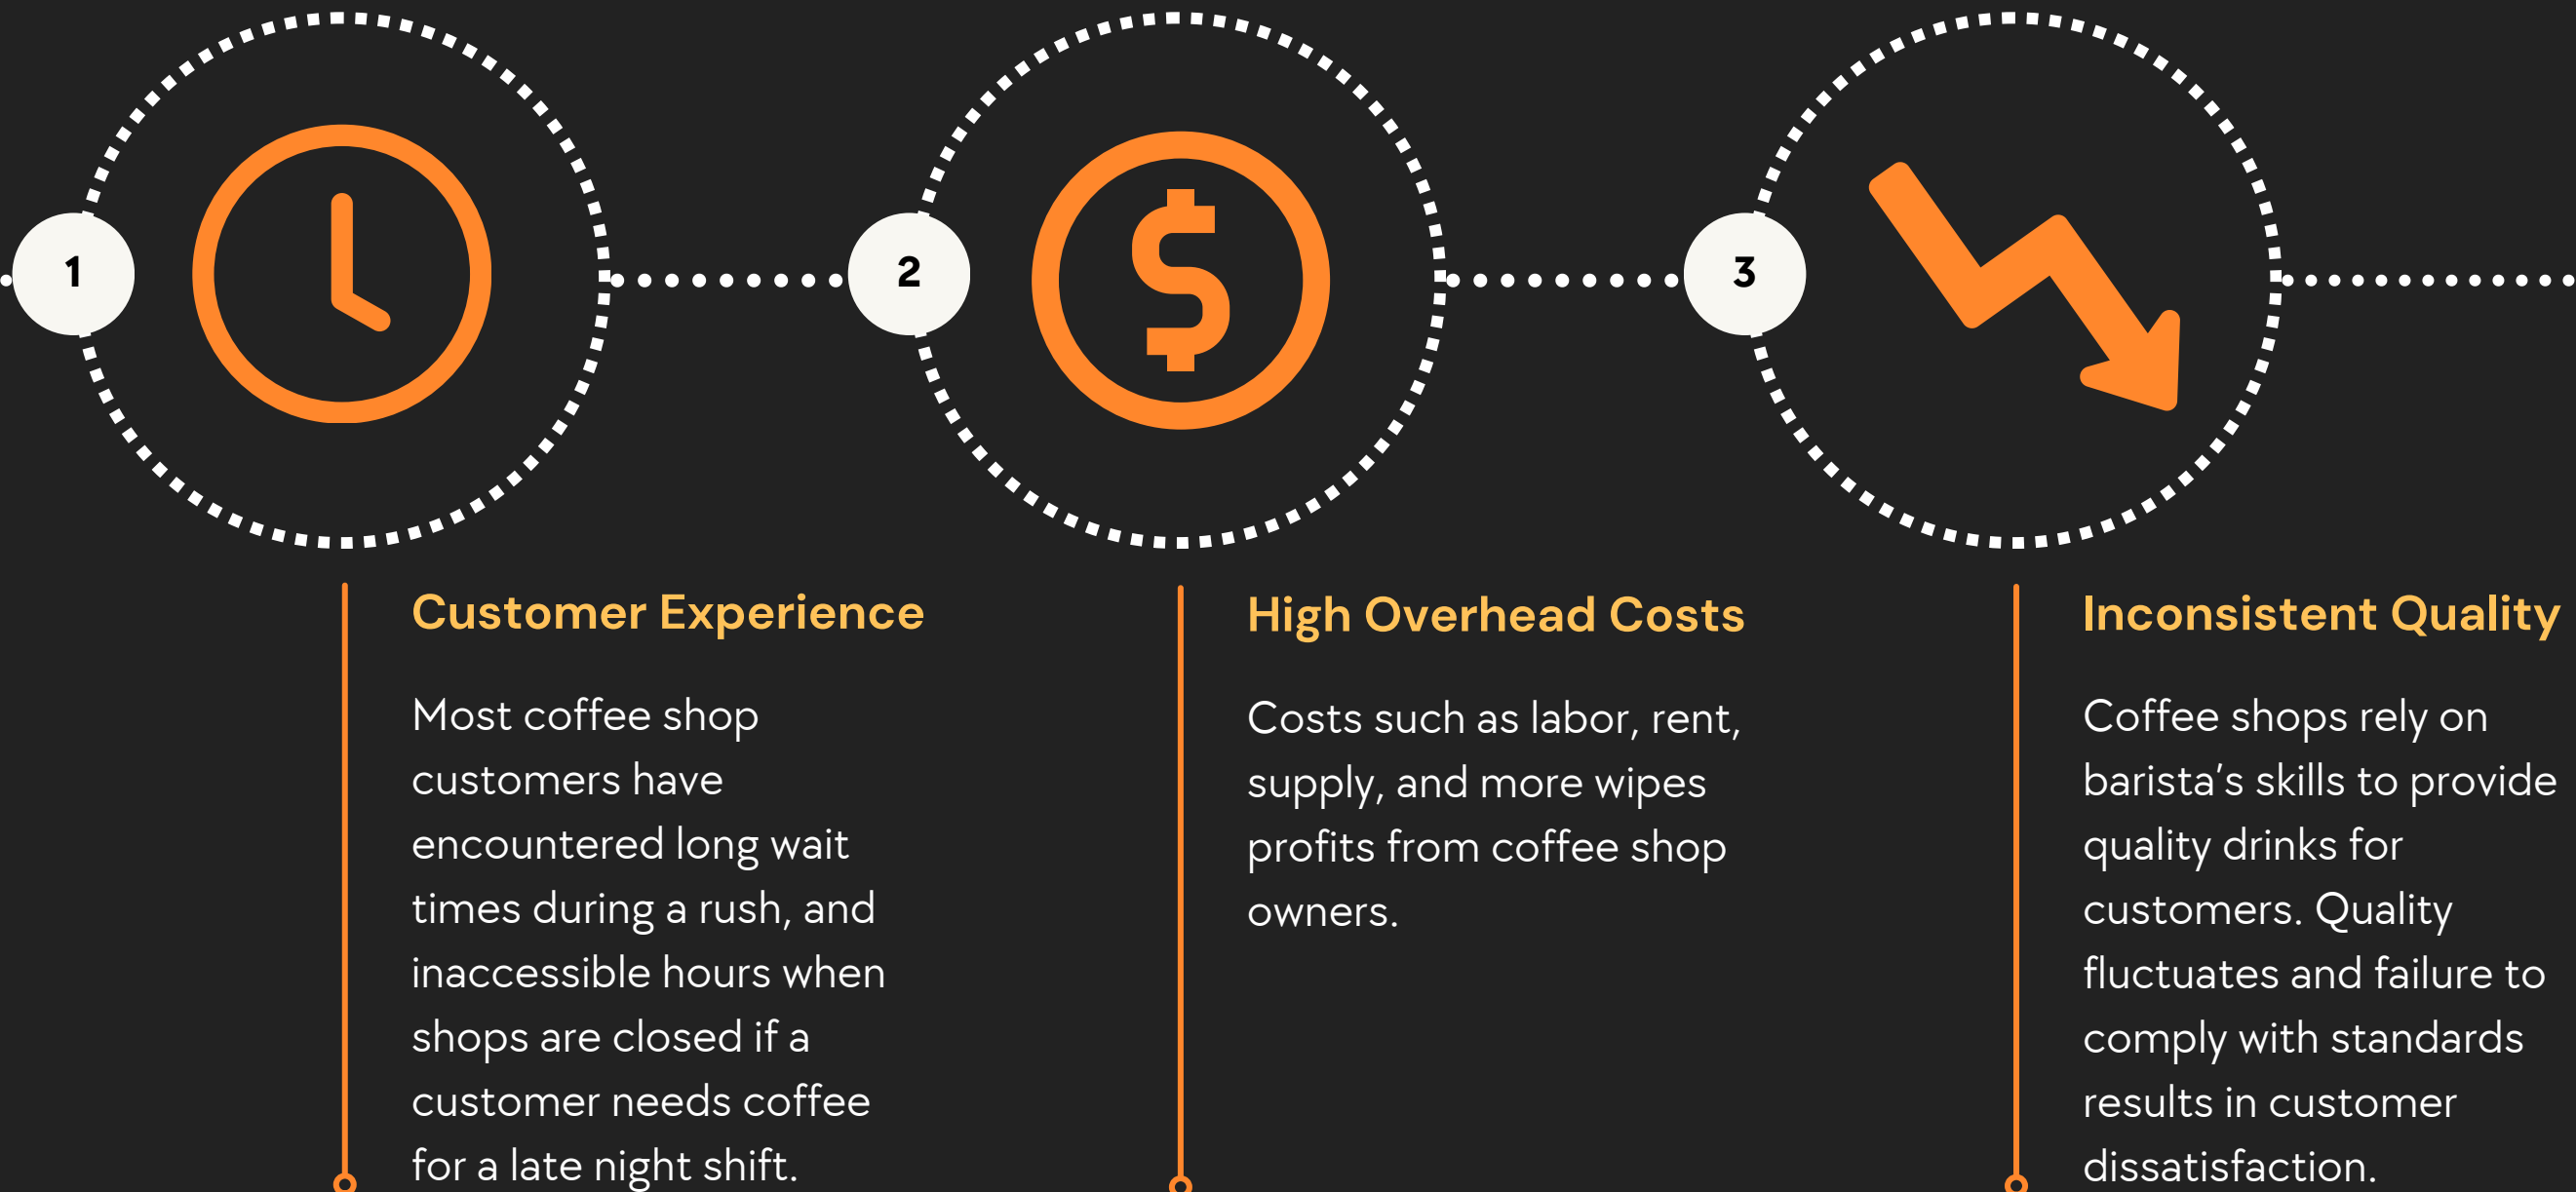 1
2
3
$
Customer Experience
Most coffee shop
customers have
encountered long wait
times during a rush, and
inaccessible hours when
shops are closed if a
customer needs coffee
for a late night shift.
High Overhead Costs
Costs such as labor, rent,
supply, and more wipes
profits from coffee shop
owners.
Inconsistent Quality
Coffee shops rely on
barista's skills to provide
quality drinks for
customers. Quality
fluctuates and failure to
comply with standards
results in customer
dissatisfaction.